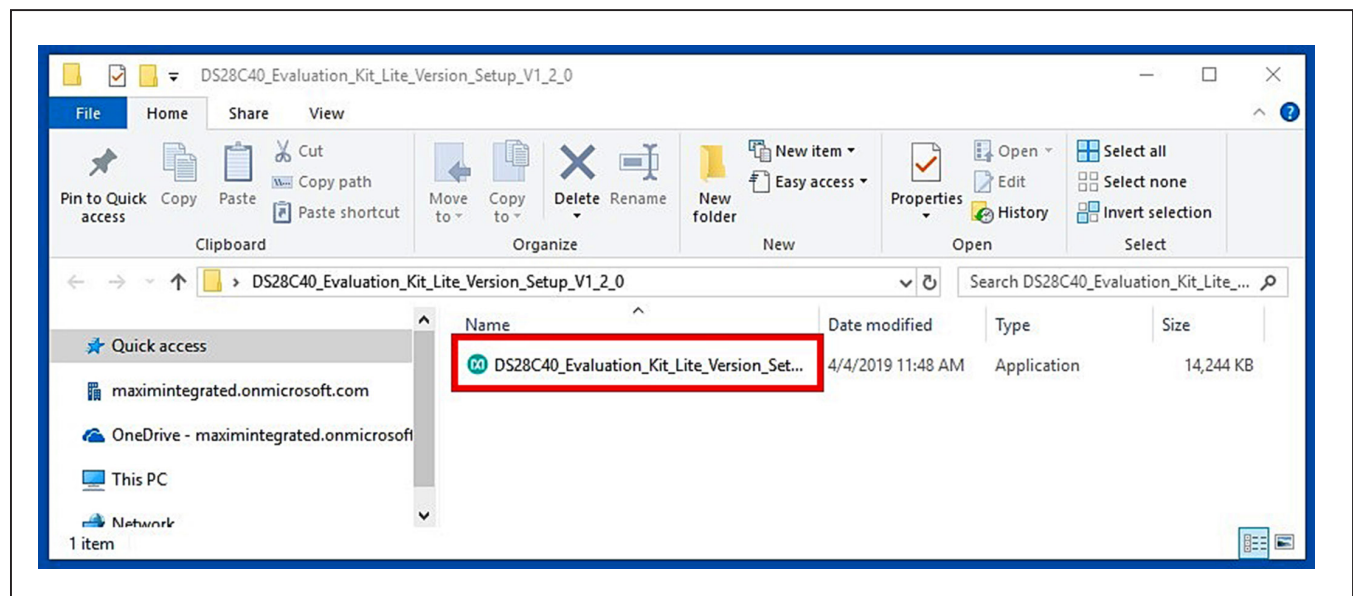 DS28C40_Evaluation_Kit_Lite_Version_Setup_V1_2_0
File Home Share View
Pin to Quick access
Copy
Paste
Cut
Copy path
Paste shortcut
Clipboard
Move to
Copy to
Delete
Rename
Organize
New folder
New item
Easy access
New
Properties
Open
Edit
History
Open
Select all
Select none
Invert selection
Select
DS28C40_Evaluation_Kit_Lite_Version_Setup_V1_2_0
Search DS28C40_Evaluation_Kit_Lite_...
Name Date modified Type Size
DS28C40_Evaluation_Kit_Lite_Version_Set... 4/4/2019 11:48 AM Application 14,244 KB
Quick access
maximintegrated.onmicrosoft.com
OneDrive - maximintegrated.onmicrosoft
This PC
Network
1 item